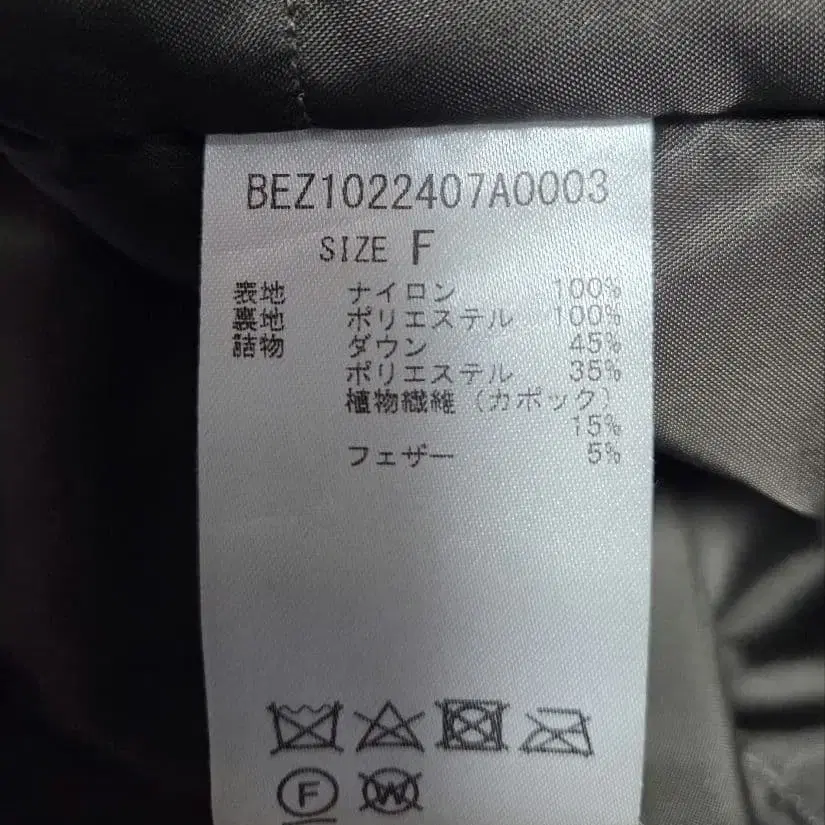 BEZ1022407A0003
SIZE F
表地 ナイロン 100%
裏地 ポリエステル 100%
詰物 ダウン 45%
ポリエステル 35%
植物繊維(カポック)
15%
フェザー 5%
F W